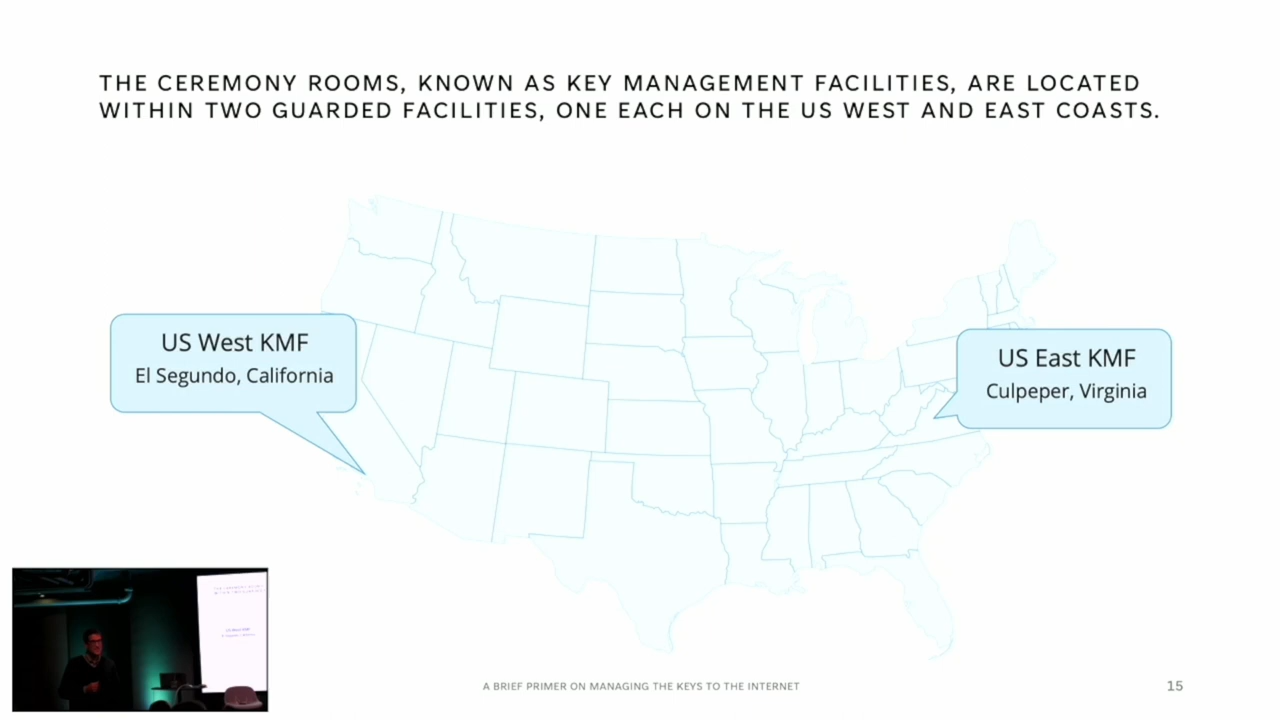 THE CEREMONY ROOMS, KNOWN AS KEY MANAGEMENT FACILITIES, ARE LOCATED
WITHIN TWO GUARDED FACILITIES, ONE EACH ON THE US WEST AND EAST COASTS.
US West KMF
El Segundo, California
US East KMF
Culpeper, Virginia
A BRIEF PRIMER ON MANAGING THE KEYS TO THE INTERNET
15